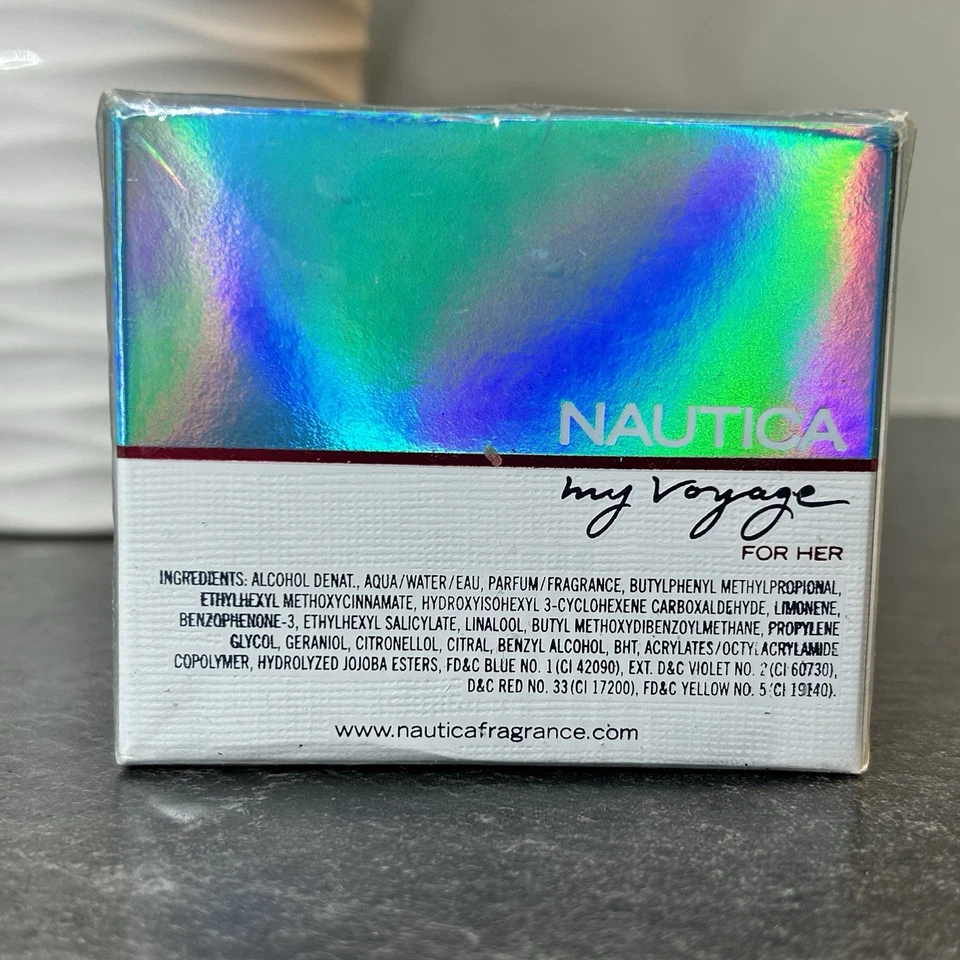 NAUTICA
my Voyage
FOR HER
INGREDIENTS: ALCOHOL DENAT., AQUA/WATER/EAU, PARFUM/FRAGRANCE, BUTYLPHENYL METHYLPROPIONAL,
ETHYLHEXYL METHOXYCINNAMATE, HYDROXYISOHEXYL 3-CYCLOHEXENE CARBOXALDEHYDE, LIMONENE,
BENZOPHENONE-3, ETHYLHEXYL SALICYLATE, LINALOOL, BUTYL METHOXYDIBENZOYLMETHANE, PROPYLENE
GLYCOL, GERANIOL, CITRONELLOL, CITRAL, BENZYL ALCOHOL, BHT, ACRYLATES/OCTYLACRYLAMIDE
COPOLYMER, HYDROLYZED JOJOBA ESTERS, FD&C BLUE NO. 1 (CI 42090), EXT. D&C VIOLET NO. 2 (CI 60730),
D&C RED NO. 33 (CI 17200), FD&C YELLOW NO. 5 (CI 19140).
www.nauticafragrance.com